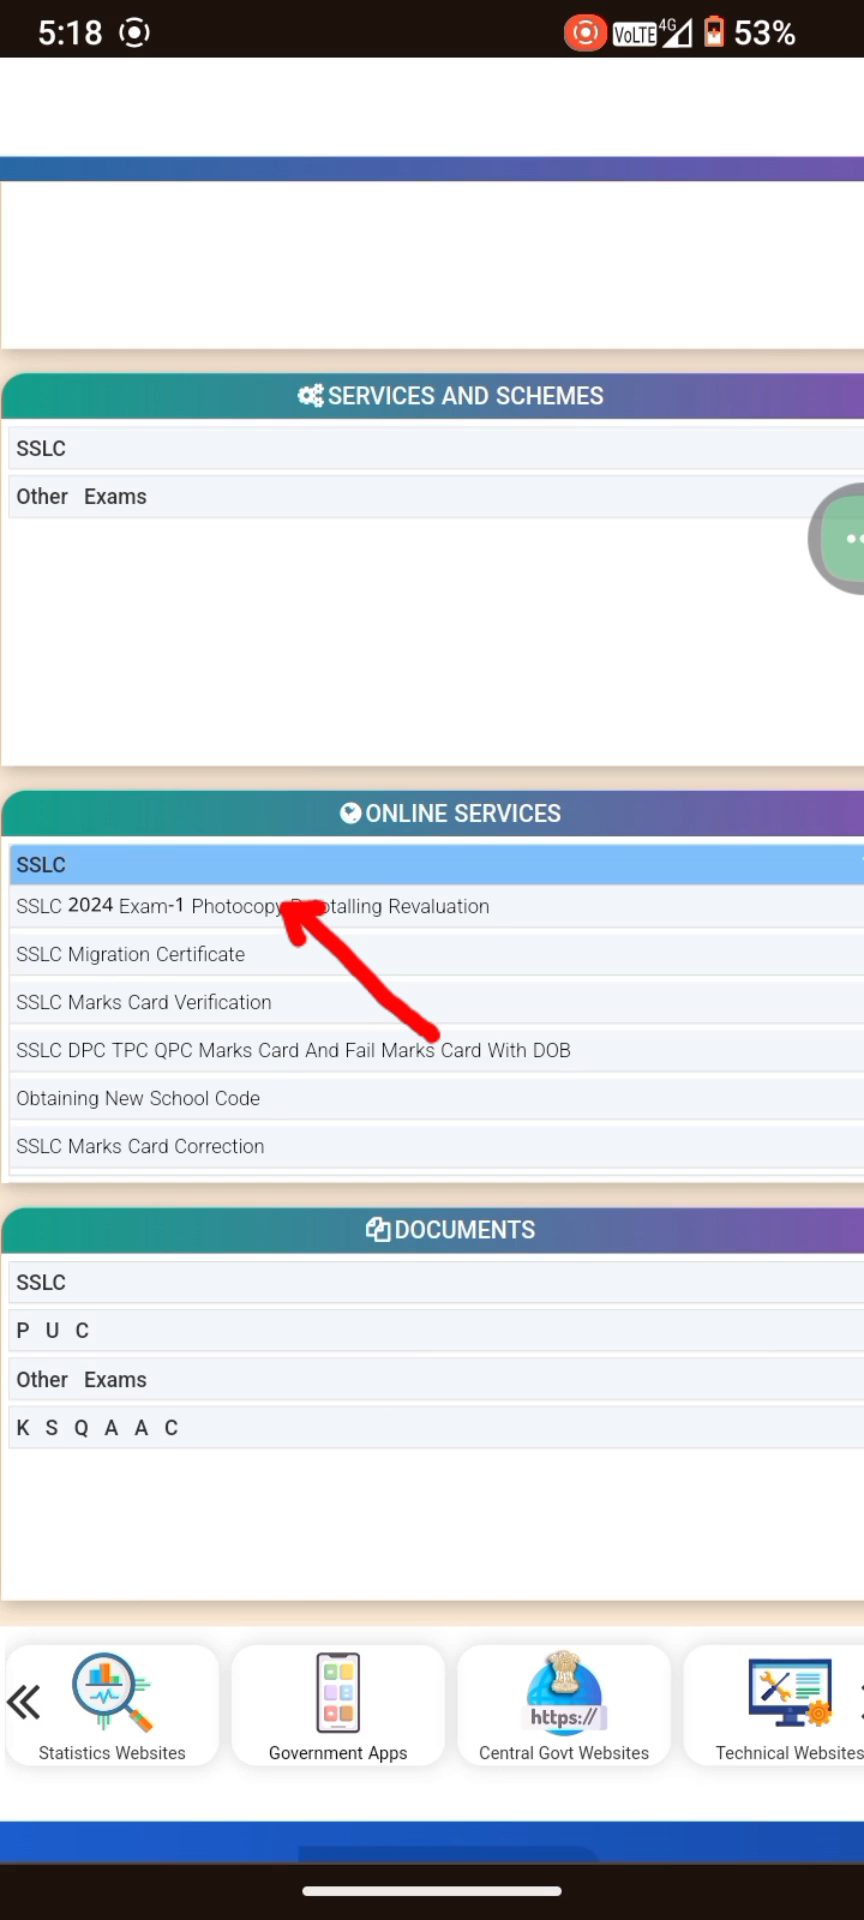 5:18
VoLTE 4G 53%
SERVICES AND SCHEMES
SSLC
Other Exams
ONLINE SERVICES
SSLC
SSLC 2024 Exam-1 Photocopy Revaluation
SSLC Migration Certificate
SSLC Marks Card Verification
SSLC DPC TPC QPC Marks Card And Fail Marks Card With DOB
Obtaining New School Code
SSLC Marks Card Correction
DOCUMENTS
SSLC
P U C
Other Exams
K S Q A A C
https://
Statistics Websites
Government Apps
Central Govt Websites
Technical Websites